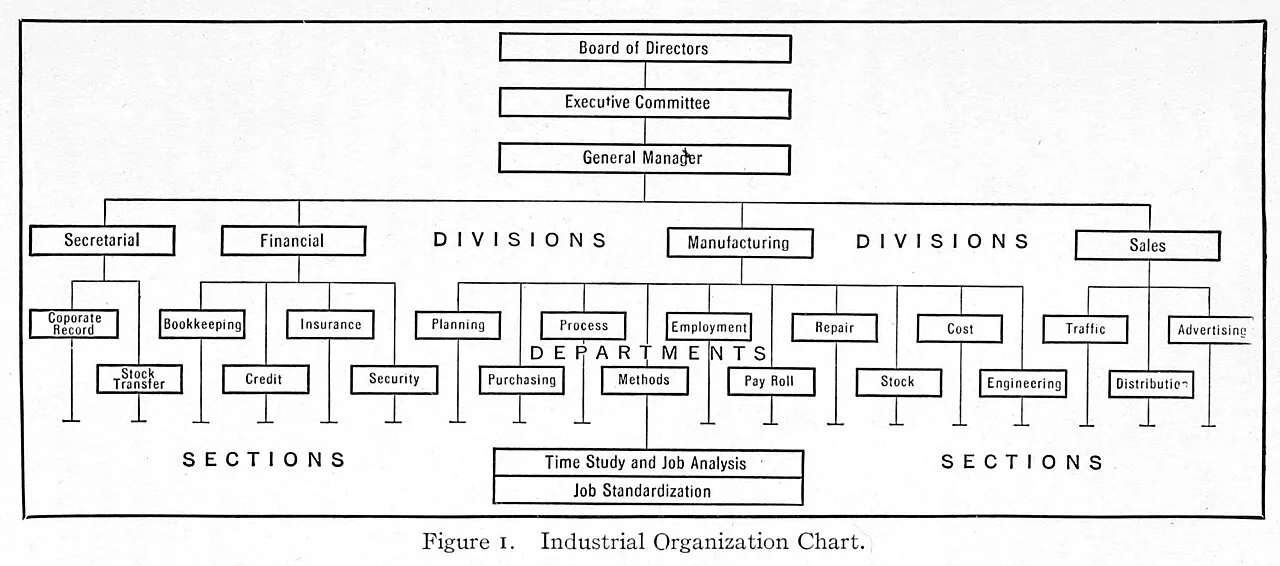 Board of Directors
Executive Committee
General Manager
Secretarial
Financial
DIVISIONS
Manufacturing
DIVISIONS
Sales
Coporate
Record
Bookkeeping
Insurance
Planning
Process
Employment
Repair
Cost
Traffic
Advertising
DEPARTMENTS
Stock
Transfer
Credit
Security
Purchasing
Methods
Pay Roll
Stock
Engineering
Distribution
SECTIONS
SECTIONS
Time Study and Job Analysis
Job Standardization
Figure 1. Industrial Organization Chart.